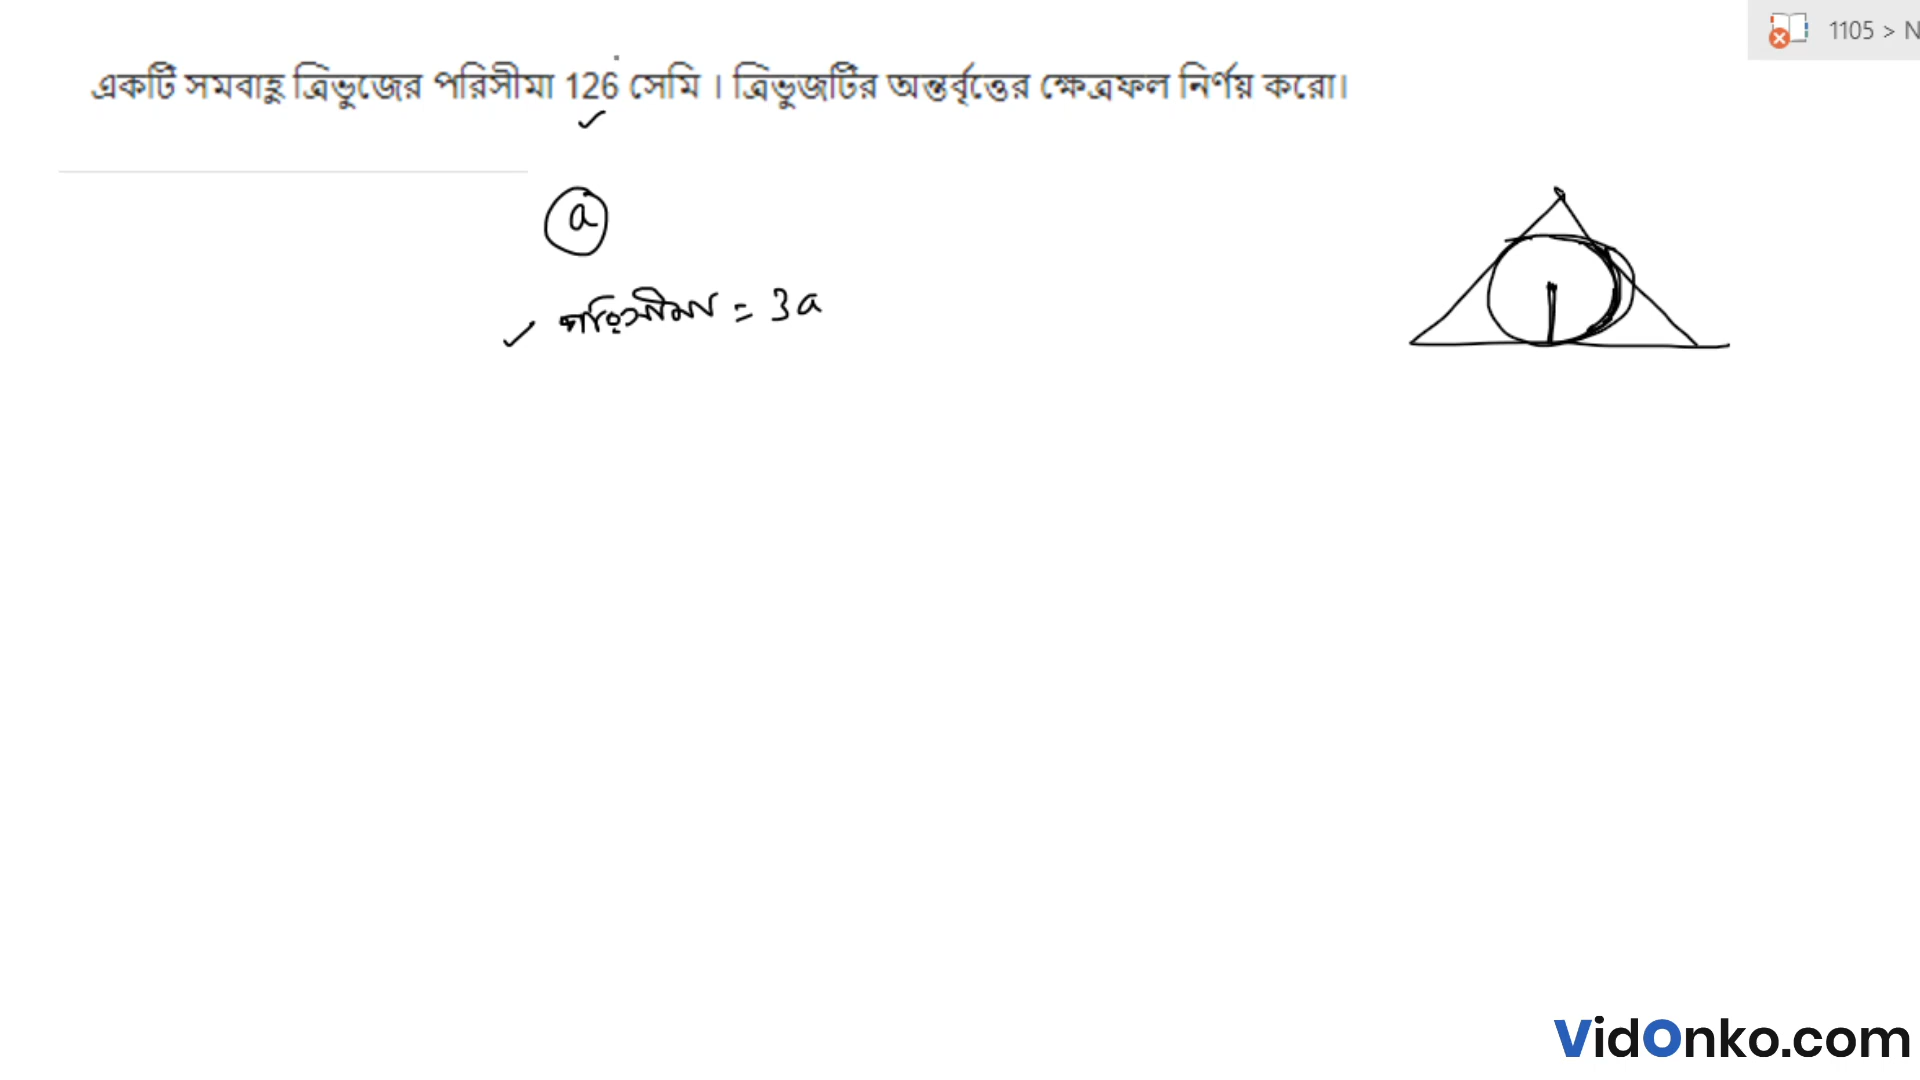 1105 > N
একটি সমবাহু ত্রিভুজের পরিসীমা 126 সেমি । ত্রিভুজটির অন্তর্বৃত্তের ক্ষেত্রফল নির্ণয় করো।
a
পরিসীমা = 3a
VidOnko.com